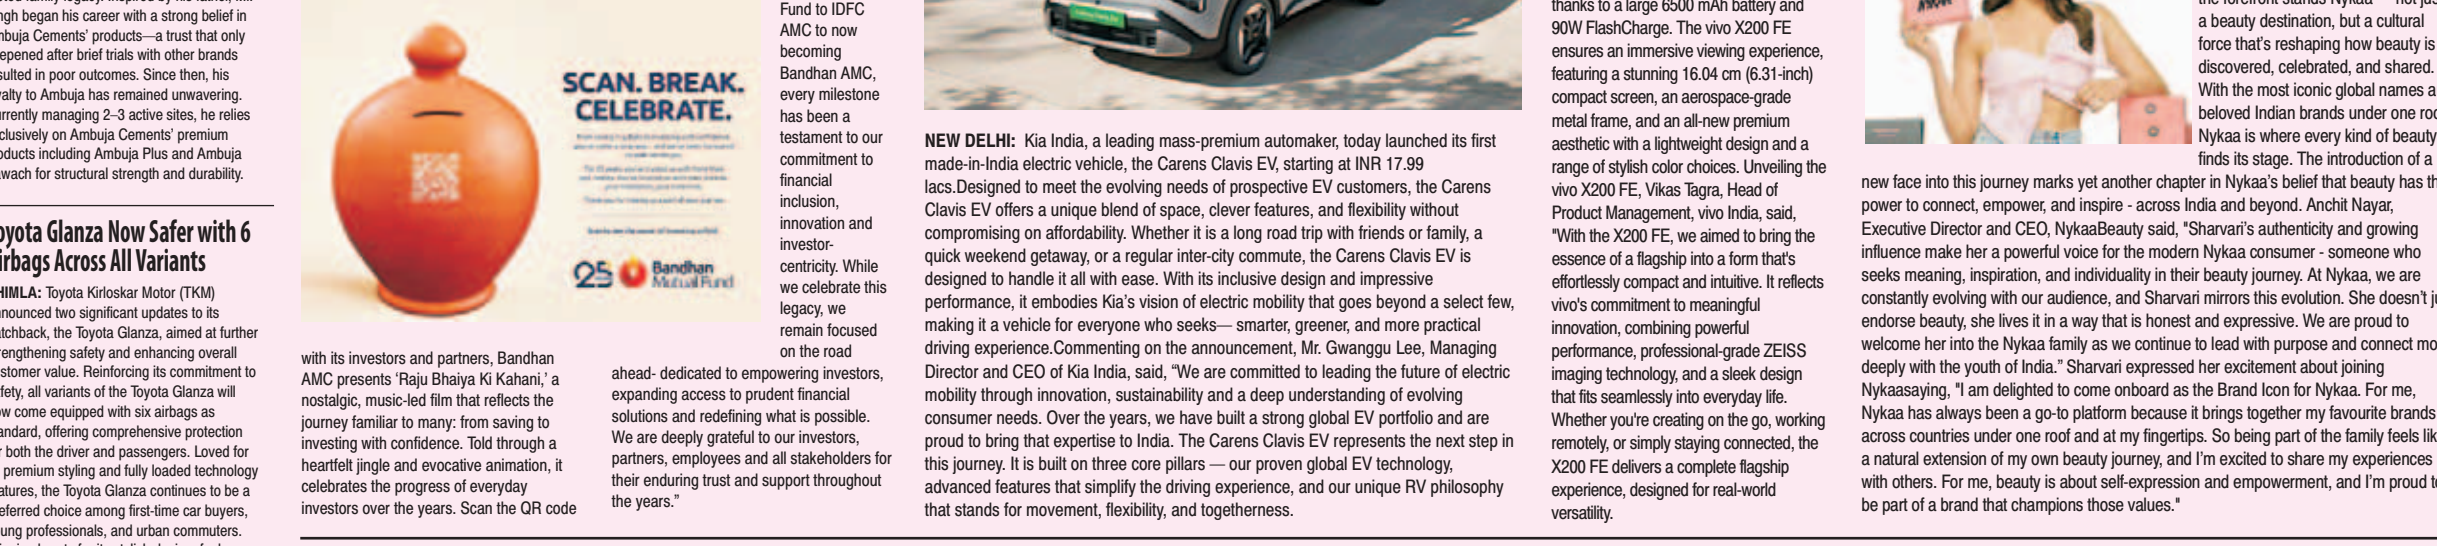 ngh began his career with a strong belief in
mbuja Cements' products—a trust that only
epened after brief trials with other brands
sulted in poor outcomes. Since then, his
yalty to Ambuja has remained unwavering.
urrently managing 2–3 active sites, he relies
clusively on Ambuja Cements' premium
oducts including Ambuja Plus and Ambuja
awach for structural strength and durability.
oyota Glanza Now Safer with 6
irbags Across All Variants
HIMLA: Toyota Kirloskar Motor (TKM)
nnounced two significant updates to its
atchback, the Toyota Glanza, aimed at further
rengthening safety and enhancing overall
stomer value. Reinforcing its commitment to
fety, all variants of the Toyota Glanza will
ow come equipped with six airbags as
andard, offering comprehensive protection
r both the driver and passengers. Loved for
premium styling and fully loaded technology
atures, the Toyota Glanza continues to be a
eferred choice among first-time car buyers,
ung professionals, and urban commuters.
SCAN. BREAK.
CELEBRATE.
25 Bandhan
Mutual Fund
with its investors and partners, Bandhan
AMC presents ‘Raju Bhaiya Ki Kahani,’ a
nostalgic, music-led film that reflects the
journey familiar to many: from saving to
investing with confidence. Told through a
heartfelt jingle and evocative animation, it
celebrates the progress of everyday
investors over the years. Scan the QR code
Fund to IDFC
AMC to now
becoming
Bandhan AMC,
every milestone
has been a
testament to our
commitment to
financial
inclusion,
innovation and
investor-
centricity. While
we celebrate this
legacy, we
remain focused
on the road
ahead- dedicated to empowering investors,
expanding access to prudent financial
solutions and redefining what is possible.
We are deeply grateful to our investors,
partners, employees and all stakeholders for
their enduring trust and support throughout
the years.”
NEW DELHI: Kia India, a leading mass-premium automaker, today launched its first
made-in-India electric vehicle, the Carens Clavis EV, starting at INR 17.99
lacs.Designed to meet the evolving needs of prospective EV customers, the Carens
Clavis EV offers a unique blend of space, clever features, and flexibility without
compromising on affordability. Whether it is a long road trip with friends or family, a
quick weekend getaway, or a regular inter-city commute, the Carens Clavis EV is
designed to handle it all with ease. With its inclusive design and impressive
performance, it embodies Kia’s vision of electric mobility that goes beyond a select few,
making it a vehicle for everyone who seeks— smarter, greener, and more practical
driving experience.Commenting on the announcement, Mr. Gwanggu Lee, Managing
Director and CEO of Kia India, said, “We are committed to leading the future of electric
mobility through innovation, sustainability and a deep understanding of evolving
consumer needs. Over the years, we have built a strong global EV portfolio and are
proud to bring that expertise to India. The Carens Clavis EV represents the next step in
this journey. It is built on three core pillars — our proven global EV technology,
advanced features that simplify the driving experience, and our unique RV philosophy
that stands for movement, flexibility, and togetherness.
thanks to a large 6500 mAh battery and
90W FlashCharge. The vivo X200 FE
ensures an immersive viewing experience,
featuring a stunning 16.04 cm (6.31-inch)
compact screen, an aerospace-grade
metal frame, and an all-new premium
aesthetic with a lightweight design and a
range of stylish color choices. Unveiling the
vivo X200 FE, Vikas Tagra, Head of
Product Management, vivo India, said,
"With the X200 FE, we aimed to bring the
essence of a flagship into a form that's
effortlessly compact and intuitive. It reflects
vivo's commitment to meaningful
innovation, combining powerful
performance, professional-grade ZEISS
imaging technology, and a sleek design
that fits seamlessly into everyday life.
Whether you're creating on the go, working
remotely, or simply staying connected, the
X200 FE delivers a complete flagship
experience, designed for real-world
versatility.
a beauty destination, but a cultural
force that’s reshaping how beauty is
discovered, celebrated, and shared.
With the most iconic global names a
beloved Indian brands under one roo
Nykaa is where every kind of beauty
finds its stage. The introduction of a
new face into this journey marks yet another chapter in Nykaa’s belief that beauty has th
power to connect, empower, and inspire - across India and beyond. Anchit Nayar,
Executive Director and CEO, NykaaBeauty said, "Sharvari’s authenticity and growing
influence make her a powerful voice for the modern Nykaa consumer - someone who
seeks meaning, inspiration, and individuality in their beauty journey. At Nykaa, we are
constantly evolving with our audience, and Sharvari mirrors this evolution. She doesn’t ju
endorse beauty, she lives it in a way that is honest and expressive. We are proud to
welcome her into the Nykaa family as we continue to lead with purpose and connect mo
deeply with the youth of India.” Sharvari expressed her excitement about joining
Nykaasaying, "I am delighted to come onboard as the Brand Icon for Nykaa. For me,
Nykaa has always been a go-to platform because it brings together my favourite brands
across countries under one roof and at my fingertips. So being part of the family feels lik
a natural extension of my own beauty journey, and I’m excited to share my experiences
with others. For me, beauty is about self-expression and empowerment, and I’m proud to
be part of a brand that champions those values."